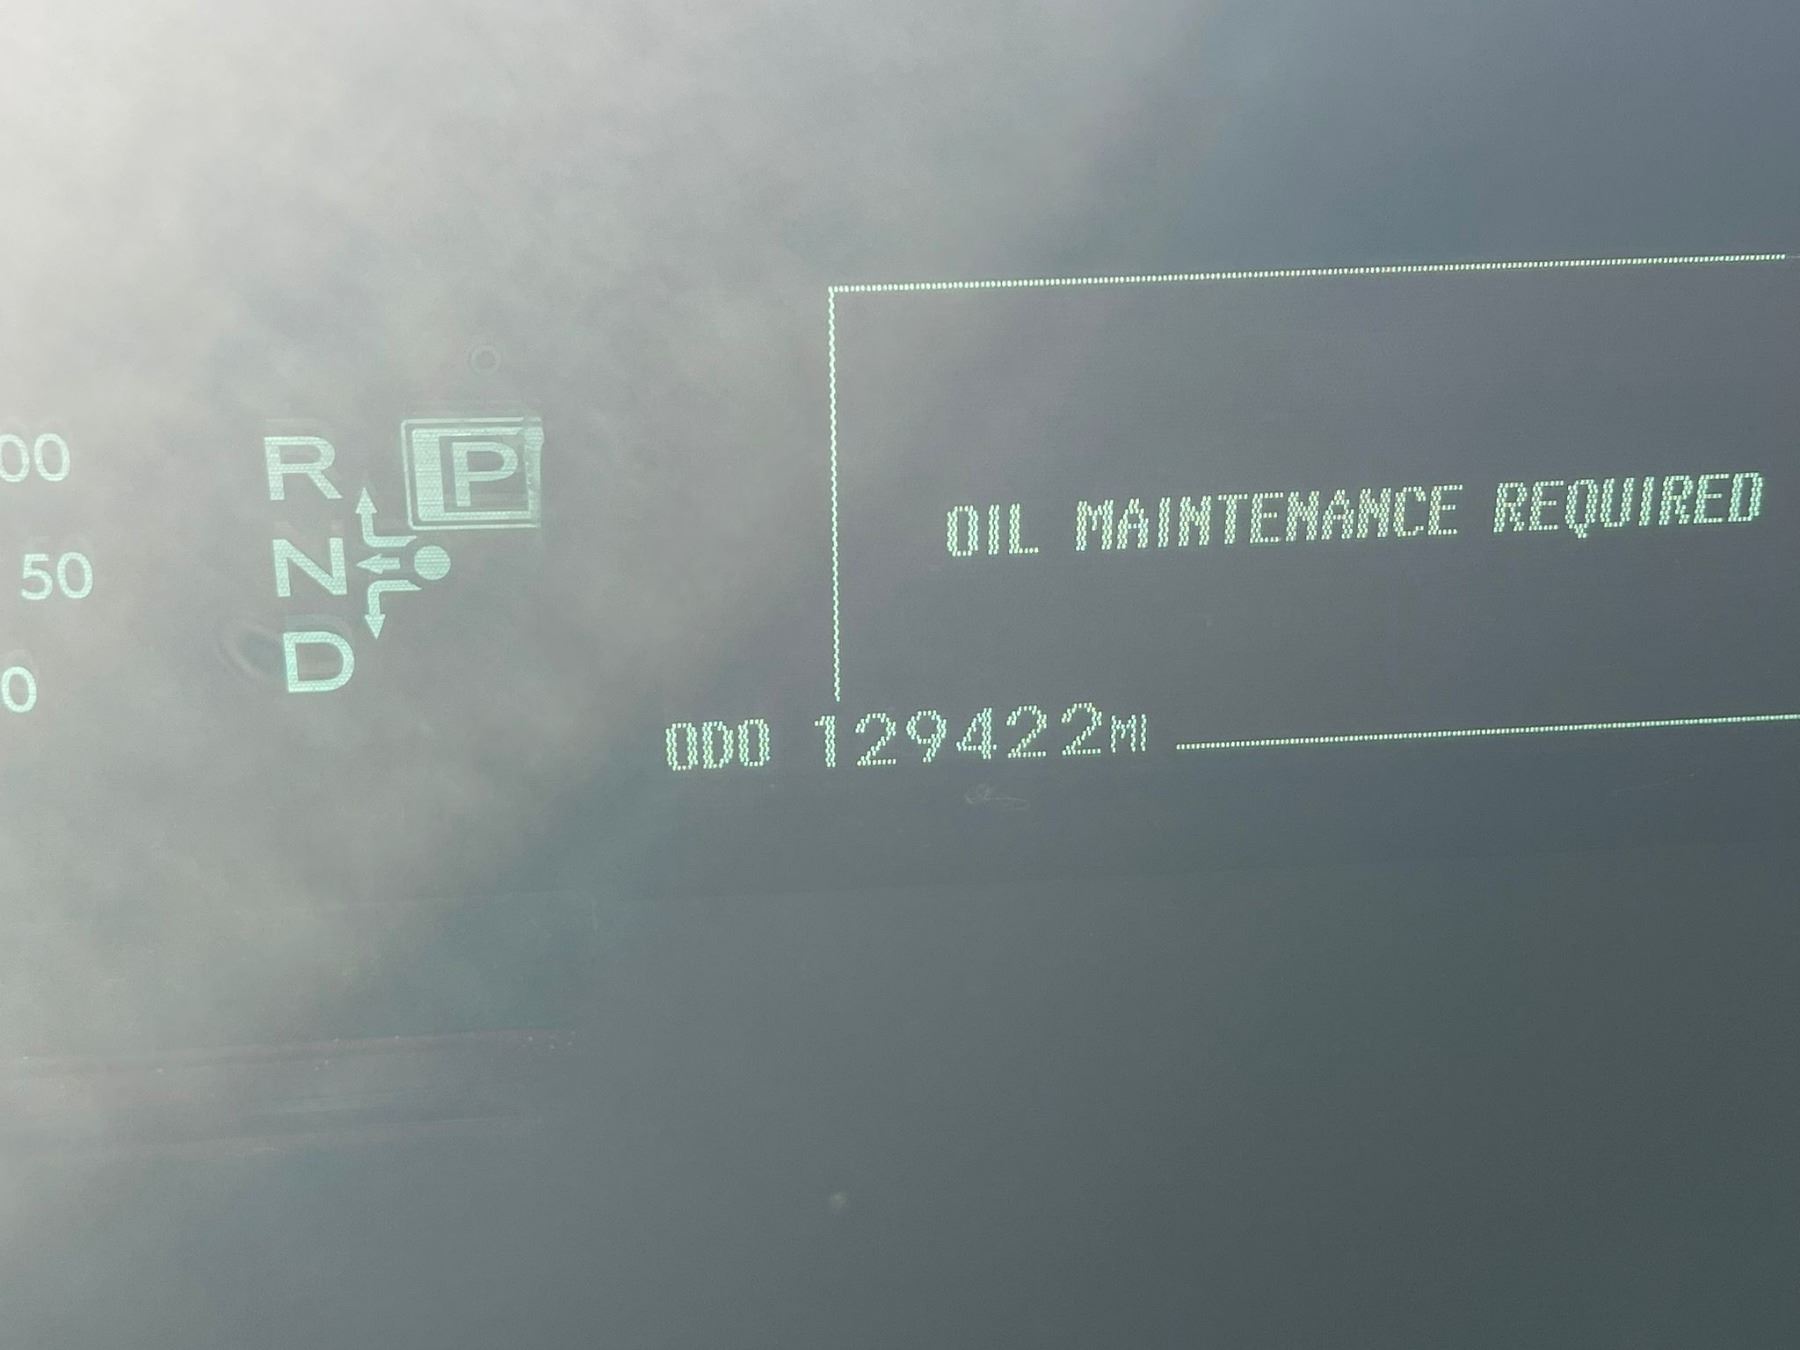 00
R P
50
N
D
0
OIL MAINTENANCE REQUIRED
ODO 129422MI